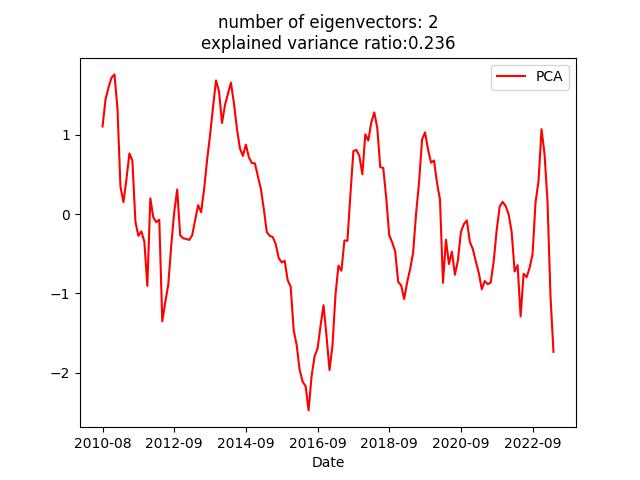 number of eigenvectors: 2
explained variance ratio:0.236
PCA
1
0
−1
−2
2010-08 2012-09 2014-09 2016-09 2018-09 2020-09 2022-09
Date